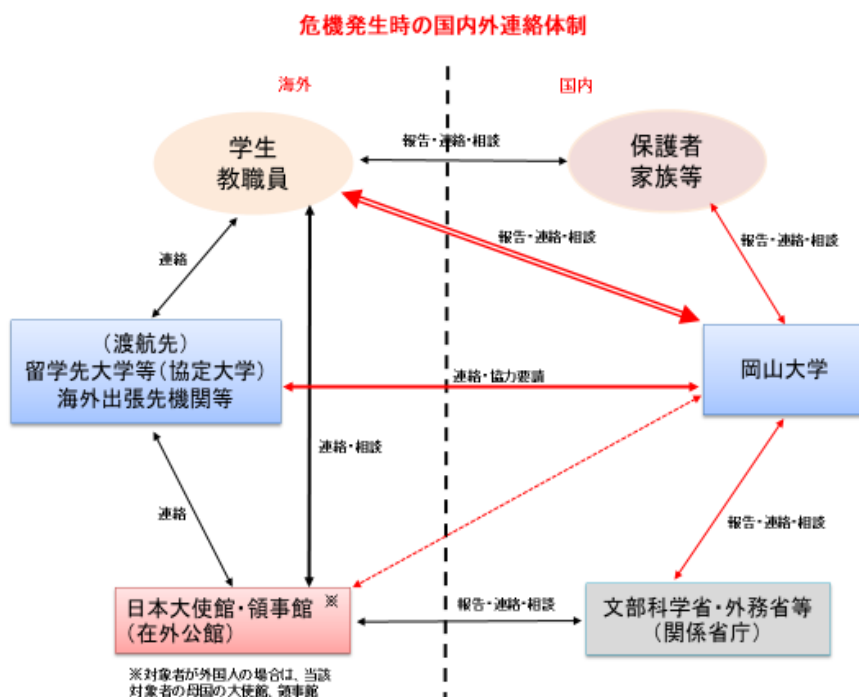 危機発生時の国内外連絡体制
海外
国内
学生
教職員
報告・連絡・相談
保護者
家族等
連絡
報告・連絡・相談
報告・連絡・相談
(渡航先)
留学先大学等(協定大学)
海外出張先機関等
連絡・協力要請
岡山大学
連絡・相談
連絡
報告・連絡・相談
日本大使館・領事館 ※
(在外公館)
報告・連絡・相談
文部科学省・外務省等
(関係省庁)
※対象者が外国人の場合は、当該
対象者の母国の大使館、領事館